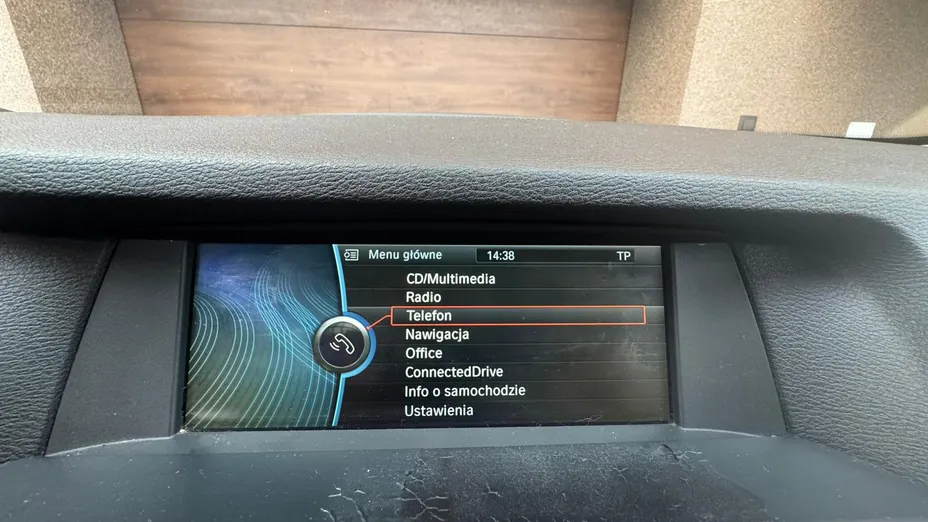 Menu główne 14:38 TP
CD/Multimedia
Radio
Telefon
Nawigacja
Office
ConnectedDrive
Info o samochodzie
Ustawienia